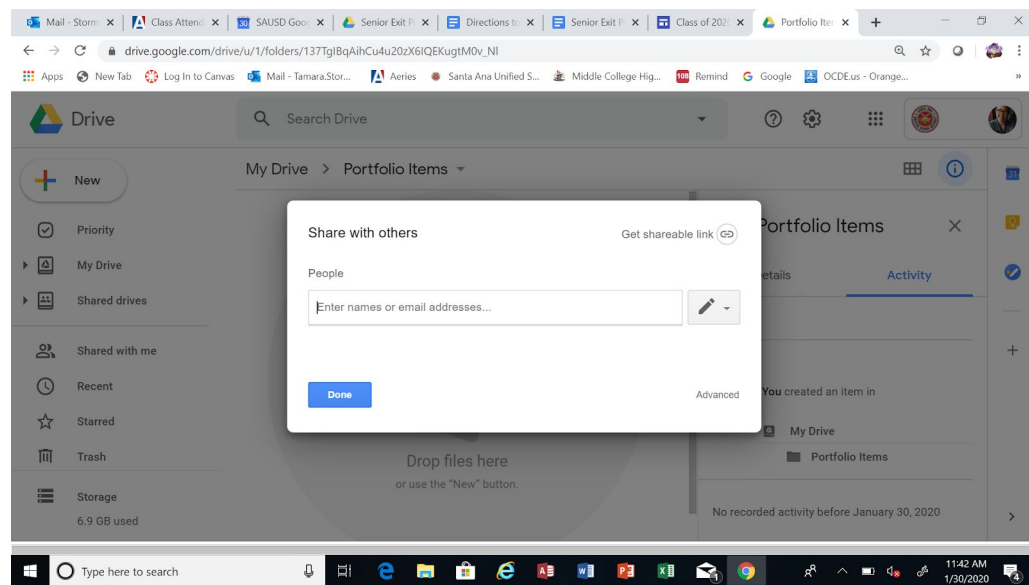 Mail - Storm
Class Attend
SAUSD Goog
Senior Exit P
Directions to
Senior Exit P
Class of 202
Portfolio Iter
drive.google.com/drive/u/1/folders/137TgIBqAihCu4u20zX6IQEKugtM0v_Nl
Apps
New Tab
Log In to Canvas
Mail - Tamara.Stor...
Aeries
Santa Ana Unified S...
Middle College Hig...
Remind
Google
OCDE.us - Orange...
Drive
Search Drive
New
My Drive > Portfolio Items
Priority
My Drive
Shared drives
Shared with me
Recent
Starred
Trash
Storage
6.9 GB used
Share with others
Get shareable link
People
Enter names or email addresses...
Done
Advanced
Drop files here
or use the "New" button.
Portfolio Items
etails
Activity
You created an item in
My Drive
Portfolio Items
No recorded activity before January 30, 2020
Type here to search
11:42 AM
1/30/2020